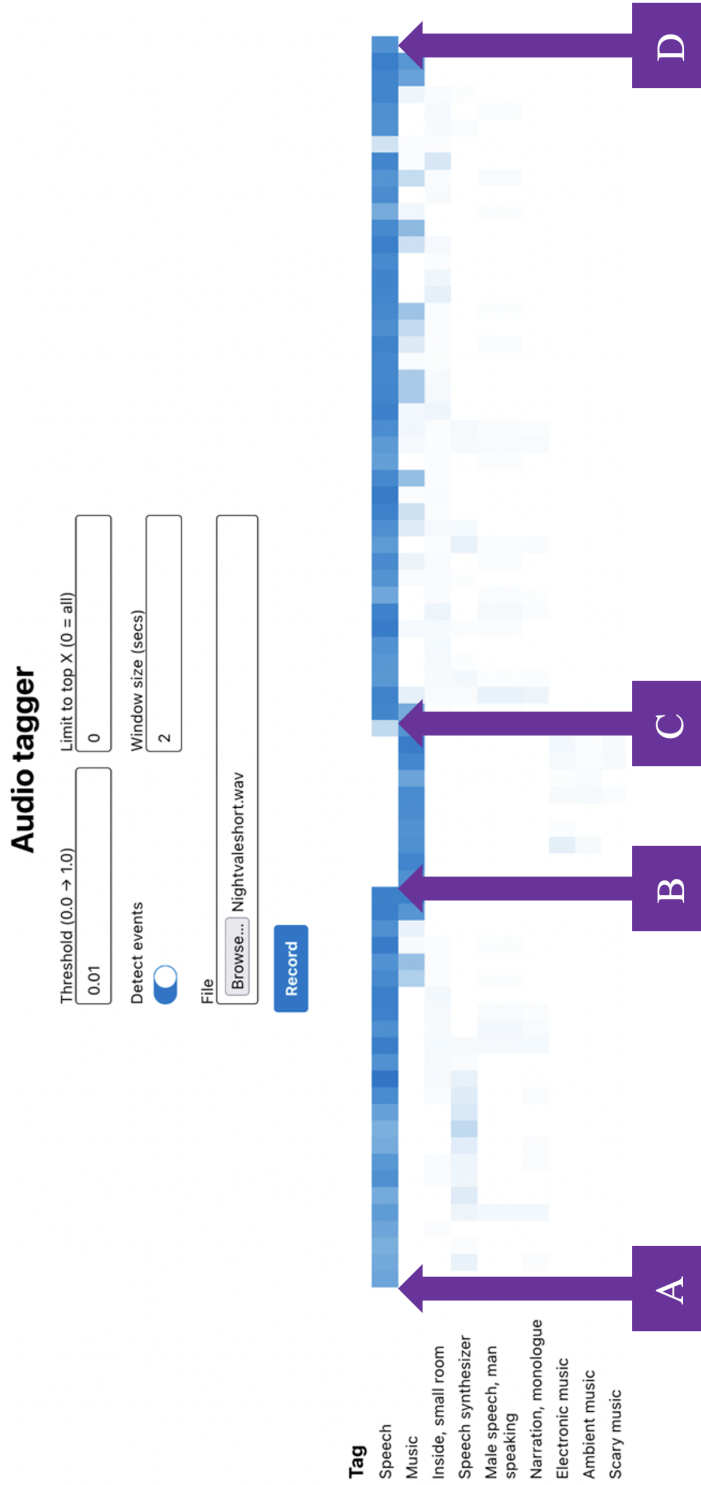 Audio tagger
Threshold (0.0 → 1.0)
Limit to top X (0 = all)
0.01
0
Detect events
Window size (secs)
2
File
Browse... Nightvaleshort.wav
Record
Tag
Speech
Music
Inside, small room
Speech synthesizer
Male speech, man
speaking
Narration, monologue
Electronic music
Ambient music
Scary music
A
B
C
D